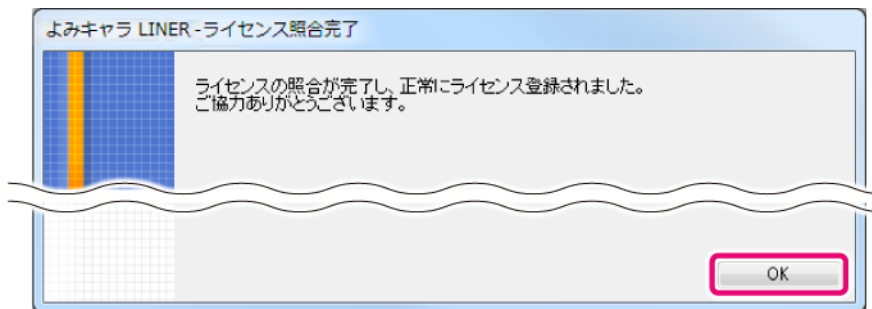 よみキャラ LINER -ライセンス照合完了
ライセンスの照合が完了し、正常にライセンス登録されました。
ご協力ありがとうございます。
OK